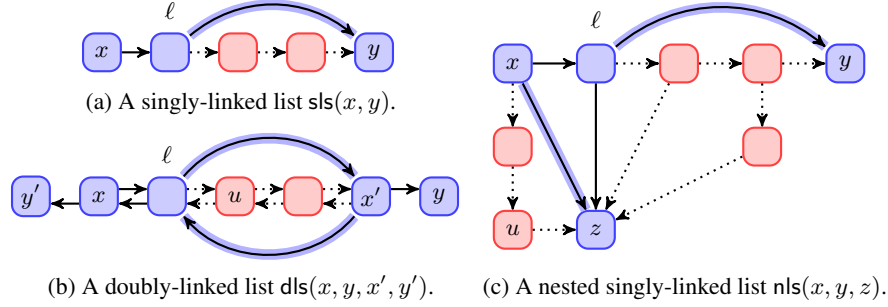 ℓ
x
y
(a) A singly-linked list sls(x, y).
ℓ
y′
x
u
x′
y
(b) A doubly-linked list dls(x, y, x′, y′).
ℓ
x
y
u
z
(c) A nested singly-linked list nls(x, y, z).